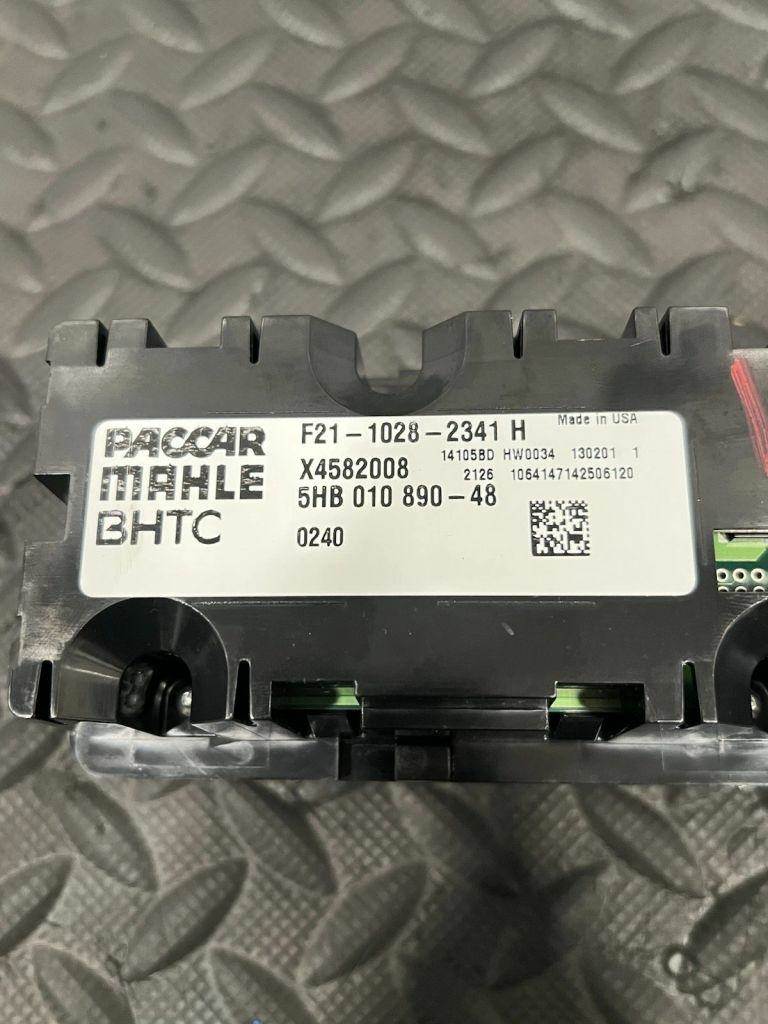 PACCAR
MAHLE
BHTC
F21-1028-2341 H
Made in USA
X4582008
14105BD HW0034 130201 1
5HB 010 890-48
2126 1064147142506120
0240